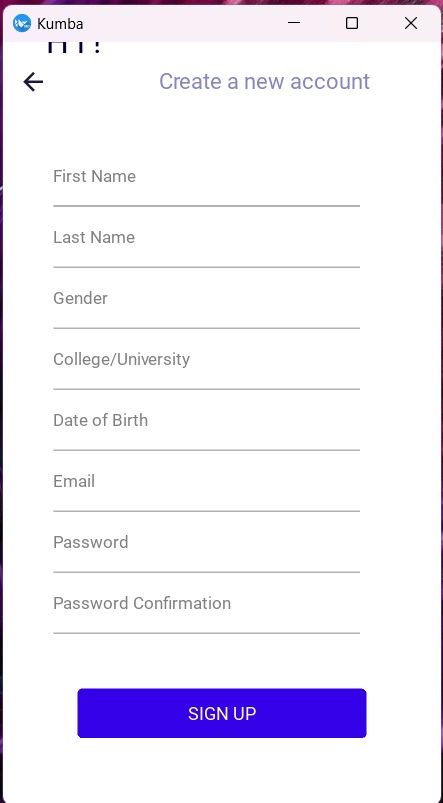 Kumba
HI!
Create a new account
First Name
Last Name
Gender
College/University
Date of Birth
Email
Password
Password Confirmation
SIGN UP